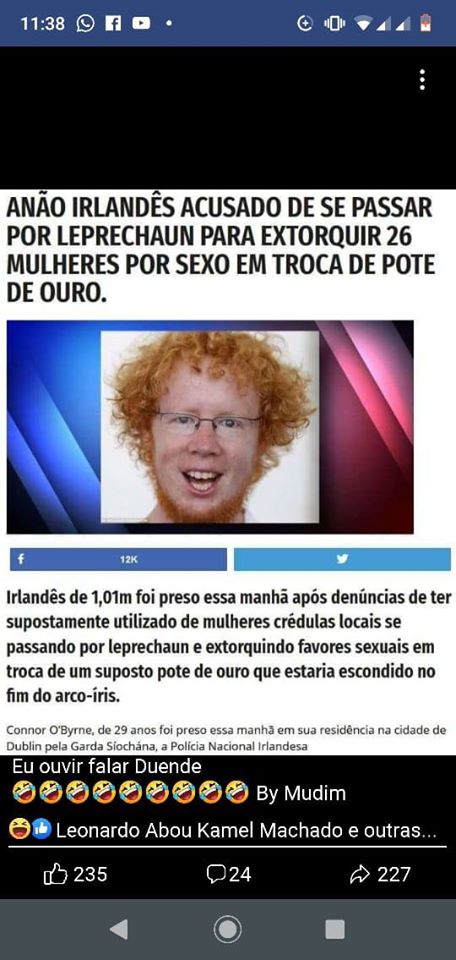 11:38
ANÃO IRLANDÊS ACUSADO DE SE PASSAR
POR LEPRECHAUN PARA EXTORQUIR 26
MULHERES POR SEXO EM TROCA DE POTE
DE OURO.
12K
Irlandês de 1,01m foi preso essa manhã após denúncias de ter
supostamente utilizado de mulheres crédulas locais se
passando por leprechaun e extorquindo favores sexuais em
troca de um suposto pote de ouro que estaria escondido no
fim do arco-íris.
Connor O'Byrne, de 29 anos foi preso essa manhã em sua residência na cidade de
Dublin pela Garda Síochána, a Polícia Nacional Irlandesa
Eu ouvir falar Duende
🤣🤣🤣🤣🤣🤣🤣🤣🤣 By Mudim
Leonardo Abou Kamel Machado e outras...
235 24 227